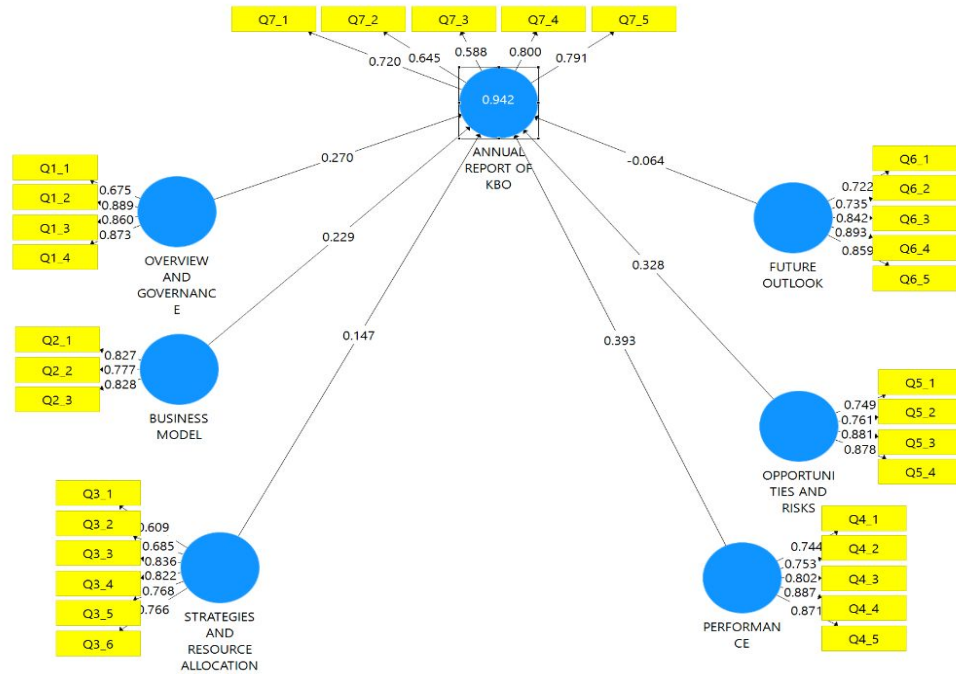 Q7_1 Q7_2 Q7_3 Q7_4 Q7_5
0.720 0.645 0.588 0.800 0.791
0.942
ANNUAL
REPORT OF
KBO
Q1_1
Q1_2
Q1_3
Q1_4
0.675
0.889
0.860
0.873
OVERVIEW
AND
GOVERNANC
E
0.270
Q2_1
Q2_2
Q2_3
0.827
0.777
0.828
BUSINESS
MODEL
0.229
Q3_1
Q3_2
Q3_3
Q3_4
Q3_5
Q3_6
0.609
0.685
0.836
0.822
0.768
0.766
STRATEGIES
AND
RESOURCE
ALLOCATION
0.147
-0.064
Q6_1
Q6_2
Q6_3
Q6_4
Q6_5
0.722
0.735
0.842
0.893
0.859
FUTURE
OUTLOOK
0.328
Q5_1
Q5_2
Q5_3
Q5_4
0.749
0.761
0.881
0.878
OPPORTUNI
TIES AND
RISKS
0.393
Q4_1
Q4_2
Q4_3
Q4_4
Q4_5
0.744
0.753
0.802
0.887
0.871
PERFORMAN
CE